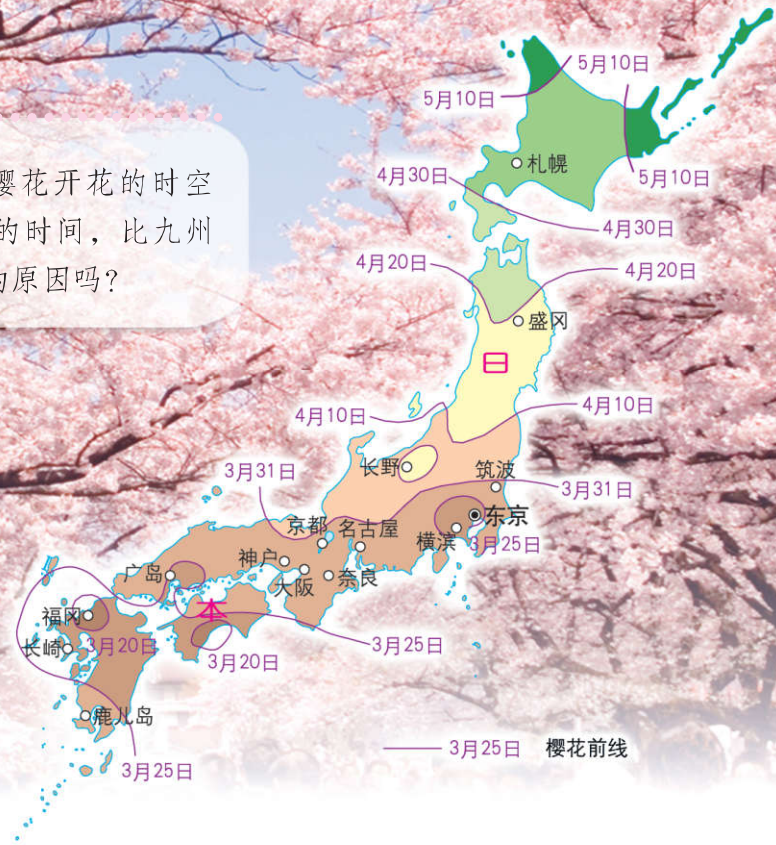 5月10日
5月10日
札幌
4月30日
5月10日
樱花开花的时空
的时间，比九州
原因吗？
4月30日
4月20日
4月20日
盛冈
日
4月10日
4月10日
长野
筑波
3月31日
3月31日
东京
京都
名古屋
横滨
3月25日
神户
广岛
大阪
奈良
本
福冈
3月20日
长崎
3月25日
3月20日
鹿儿岛
3月25日
3月25日 樱花前线